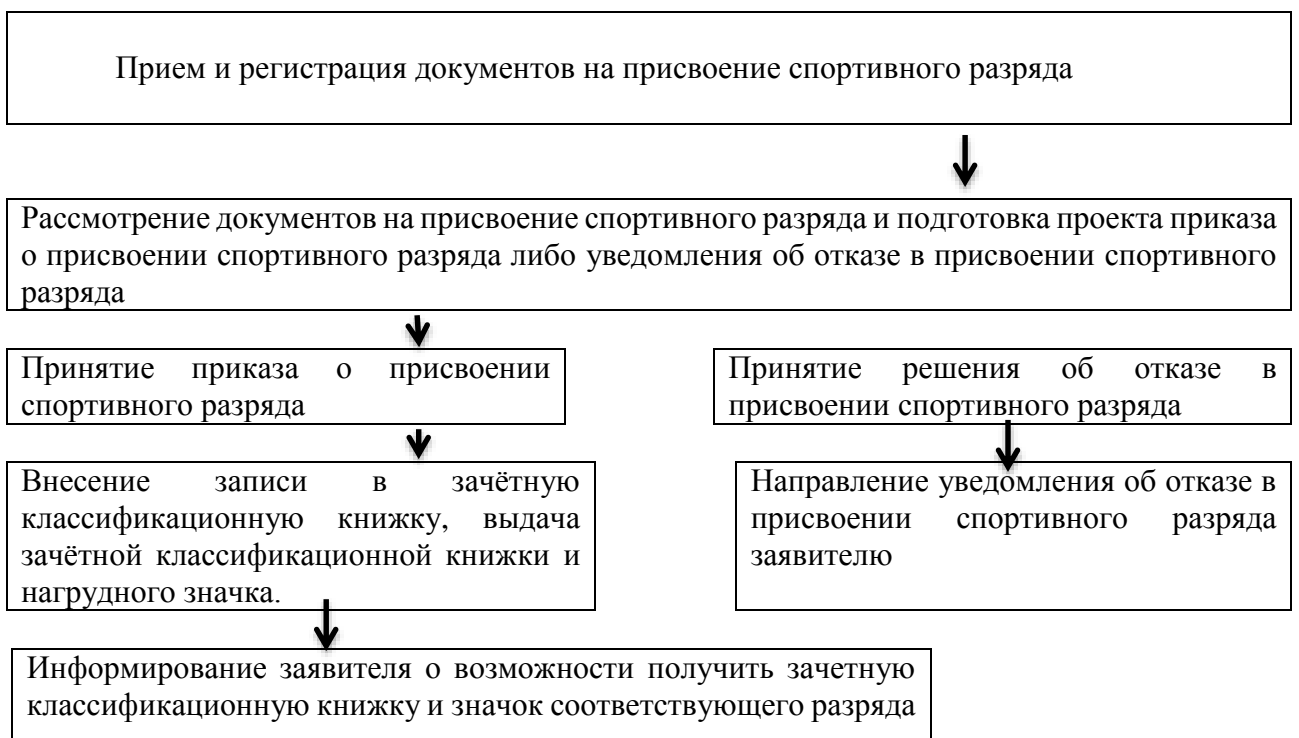 Прием и регистрация документов на присвоение спортивного разряда
Рассмотрение документов на присвоение спортивного разряда и подготовка проекта приказа
о присвоении спортивного разряда либо уведомления об отказе в присвоении спортивного
разряда
Принятие приказа о присвоении
спортивного разряда
Принятие решения об отказе в
присвоении спортивного разряда
Внесение записи в зачётную
классификационную книжку, выдача
зачётной классификационной книжки и
нагрудного значка.
Направление уведомления об отказе в
присвоении спортивного разряда
заявителю
Информирование заявителя о возможности получить зачетную
классификационную книжку и значок соответствующего разряда